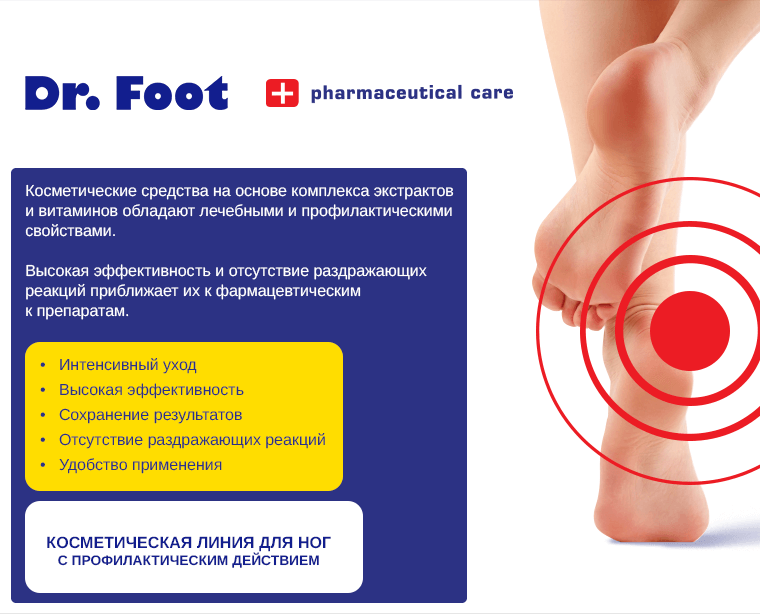 Dr. Foot
pharmaceutical care
Косметические средства на основе комплекса экстрактов
и витаминов обладают лечебными и профилактическими
свойствами.
Высокая эффективность и отсутствие раздражающих
реакций приближает их к фармацевтическим
к препаратам.
• Интенсивный уход
• Высокая эффективность
• Сохранение результатов
• Отсутствие раздражающих реакций
• Удобство применения
КОСМЕТИЧЕСКАЯ ЛИНИЯ ДЛЯ НОГ
С ПРОФИЛАКТИЧЕСКИМ ДЕЙСТВИЕМ